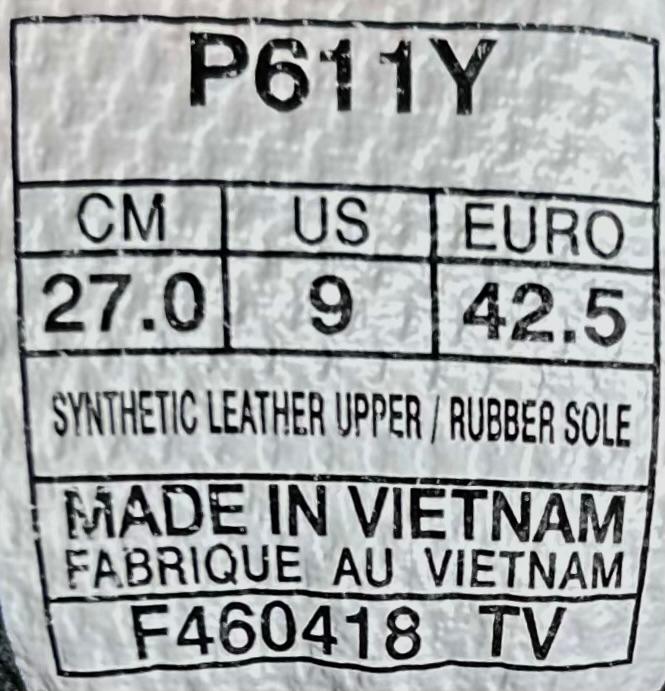 P611Y
CM US EURO
27.0 9 42.5
SYNTHETIC LEATHER UPPER / RUBBER SOLE
MADE IN VIETNAM
FABRIQUE AU VIETNAM
F460418 TV